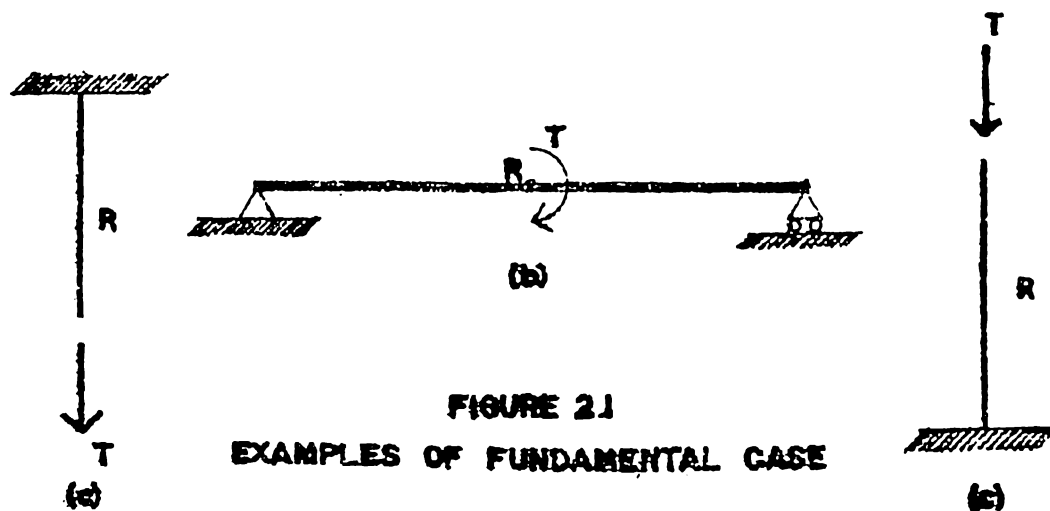 T
R
T
R
(b)
R
T
(a)
(c)
FIGURE 2.1
EXAMPLES OF FUNDAMENTAL CASE